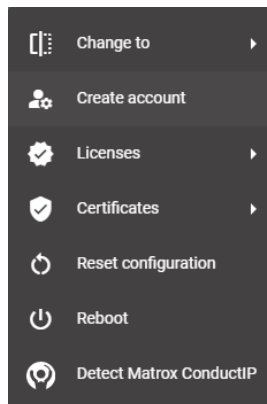 Change to
Create account
Licenses
Certificates
Reset configuration
Reboot
Detect Matrox ConductIP